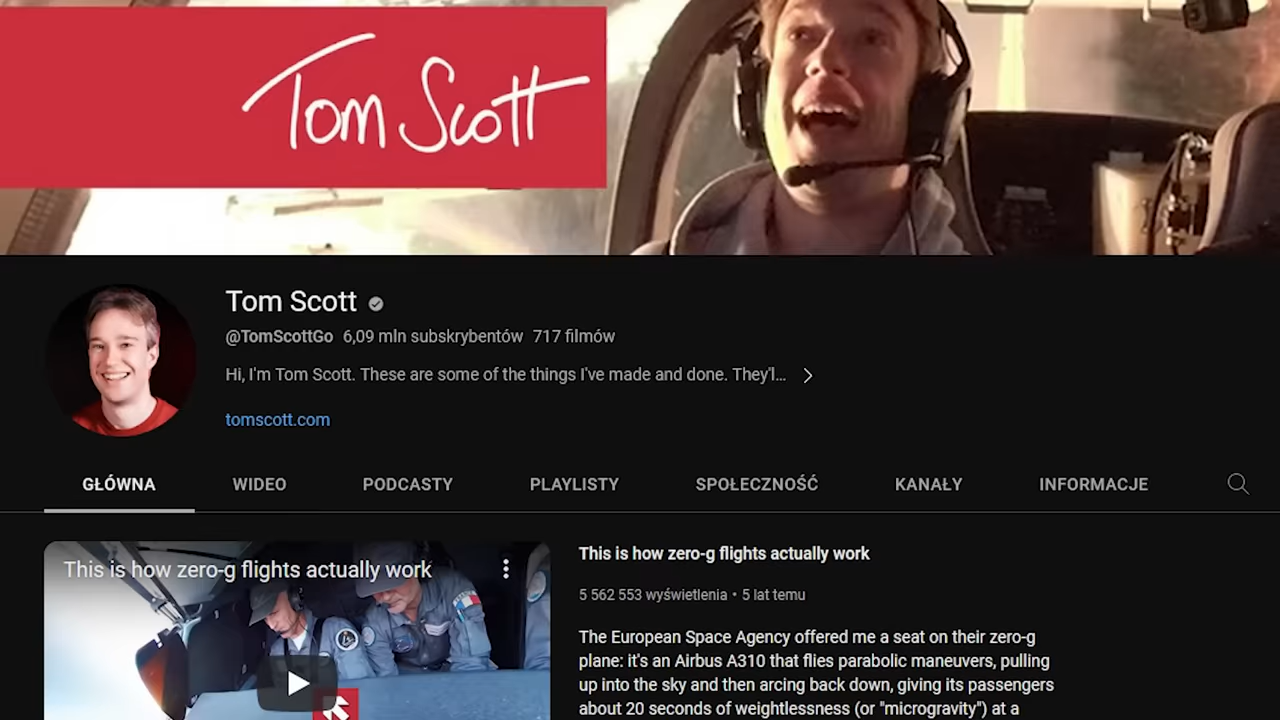 Tom Scott
Tom Scott
@TomScottGo 6,09 mln subskrybentów 717 filmów
Hi, I'm Tom Scott. These are some of the things I've made and done. They'l...
tomscott.com
GŁÓWNA WIDEO PODCASTY PLAYLISTY SPOŁECZNOŚĆ KANAŁY INFORMACJE
This is how zero-g flights actually work
This is how zero-g flights actually work
5 562 553 wyświetlenia • 5 lat temu
The European Space Agency offered me a seat on their zero-g
plane: it's an Airbus A310 that flies parabolic maneuvers, pulling
up into the sky and then arcing back down, giving its passengers
about 20 seconds of weightlessness (or "microgravity") at a